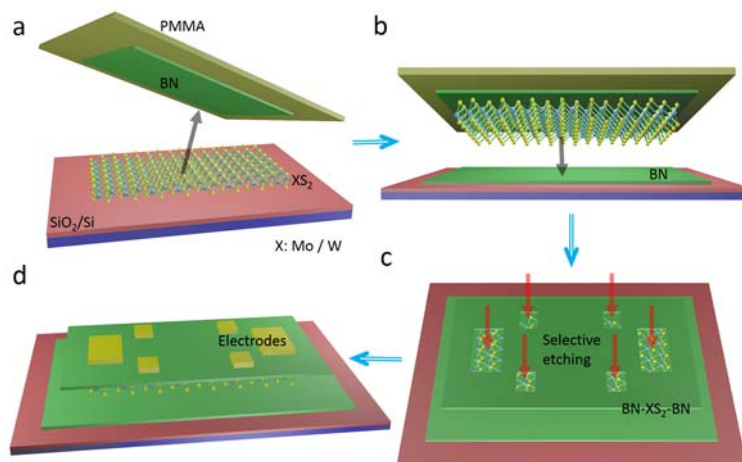 a
PMMA
BN
XS₂
SiO₂/Si
X: Mo / W
b
BN
c
Selective
etching
BN-XS₂-BN
d
Electrodes